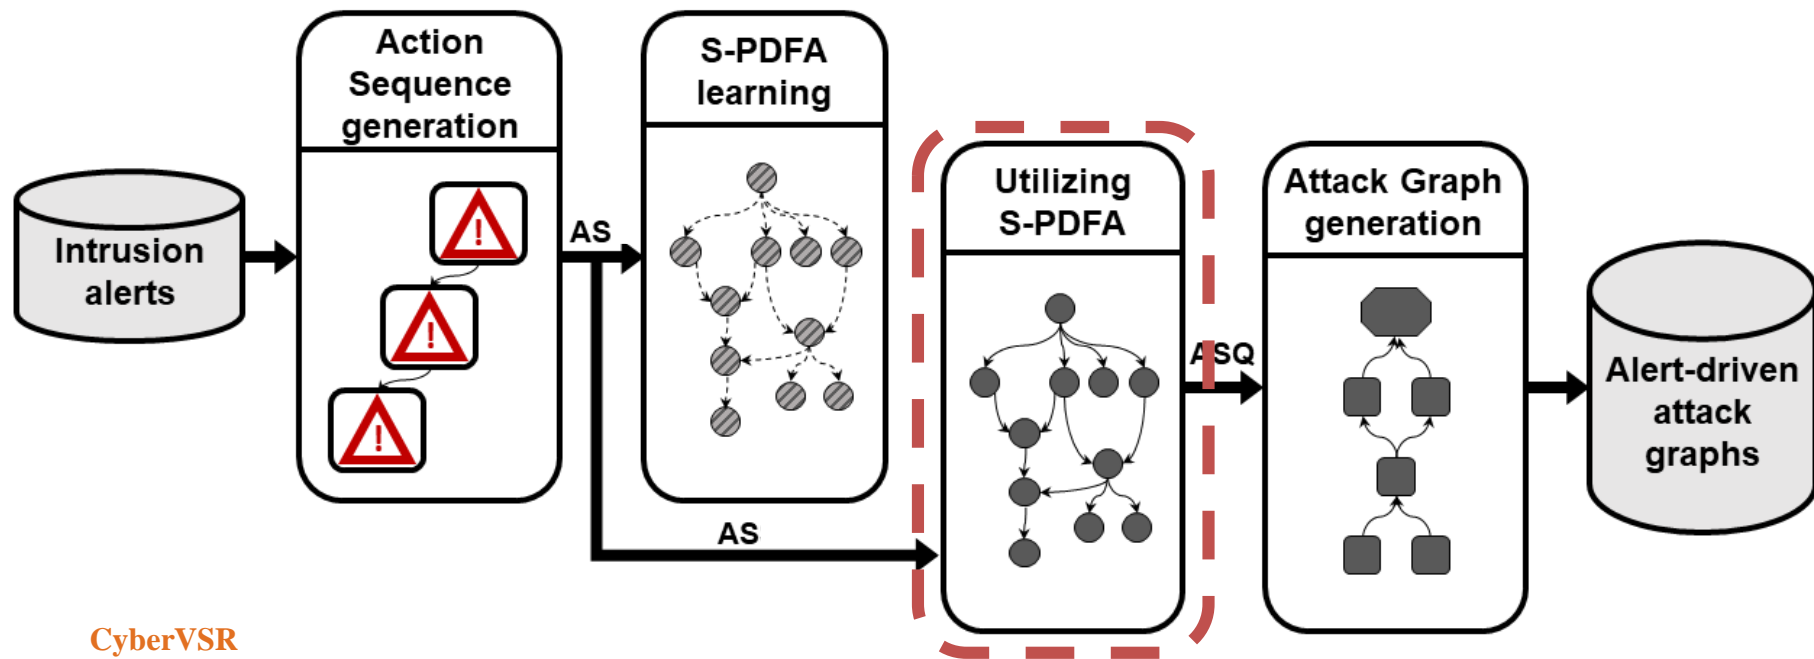 Intrusion
alerts
Action
Sequence
generation
!
!
!
AS
S-PDFA
learning
AS
Utilizing
S-PDFA
ASQ
Attack Graph
generation
Alert-driven
attack
graphs
CyberVSR